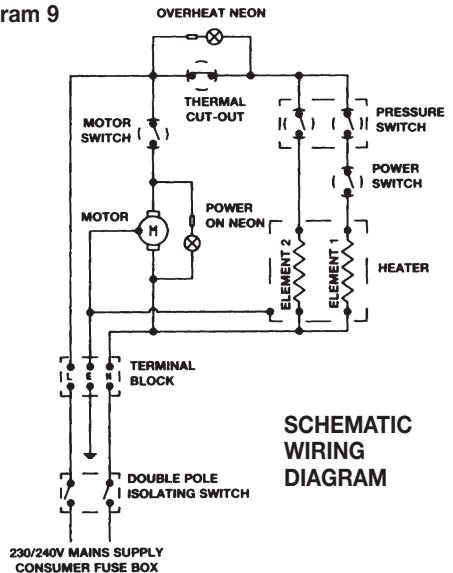 ram 9
OVERHEAT NEON
THERMAL
CUT-OUT
MOTOR
SWITCH
PRESSURE
SWITCH
POWER
SWITCH
MOTOR
M
POWER
ON NEON
ELEMENT 2
ELEMENT 1
HEATER
L E N
TERMINAL
BLOCK
SCHEMATIC
WIRING
DIAGRAM
DOUBLE POLE
ISOLATING SWITCH
230/240V MAINS SUPPLY
CONSUMER FUSE BOX